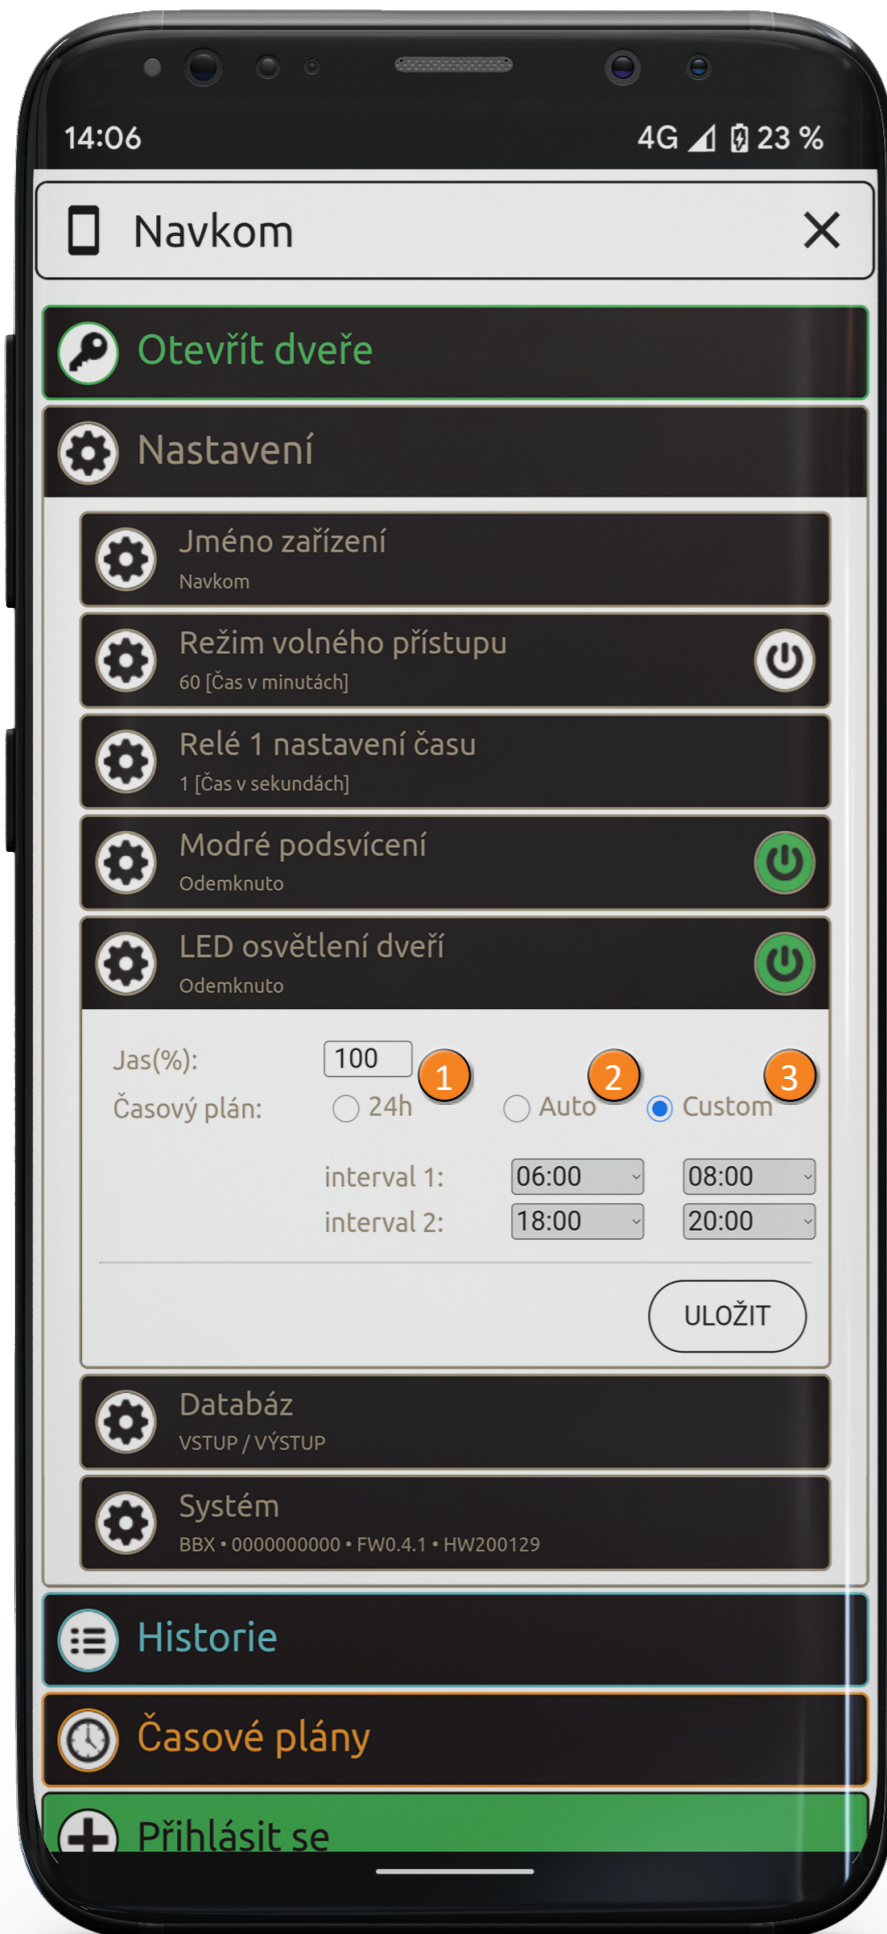 14:06 4G 23 %
Navkom
Otevřít dveře
Nastavení
Jméno zařízení
Navkom
Režim volného přístupu
60 [Čas v minutách]
Relé 1 nastavení času
1 [Čas v sekundách]
Modré podsvícení
Odemknuto
LED osvětlení dveří
Odemknuto
Jas(%): 100
1 2 3
Časový plán: 24h Auto Custom
interval 1: 06:00 08:00
interval 2: 18:00 20:00
ULOŽIT
Databáz
VSTUP / VÝSTUP
Systém
BBX • 0000000000 • FW0.4.1 • HW200129
Historie
Časové plány
Přihlásit se